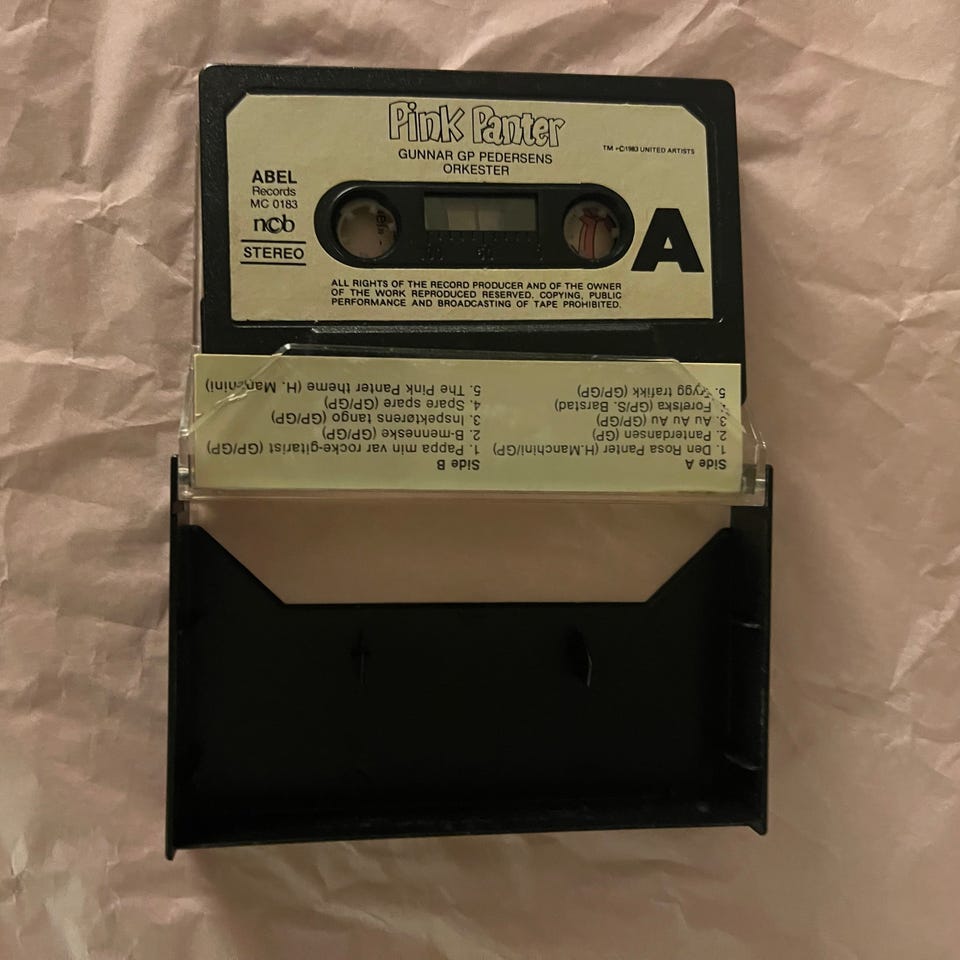 Pink Panter
GUNNAR GP PEDERSENS
ORKESTER
TM + ©1983 UNITED ARTISTS
ABEL
Records
MC 0183
ncb
STEREO
A
100 50
ALL RIGHTS OF THE RECORD PRODUCER AND OF THE OWNER
OF THE WORK REPRODUCED RESERVED. COPYING, PUBLIC
PERFORMANCE AND BROADCASTING OF TAPE PROHIBITED.
Side A
1. Den Rosa Panter (H.Manchini/GP
2. Panterdansen (GP)
3. Au Au Au (GP/GP)
4. Forelska (GP/S. Barstad)
5. Trygg trafikk (GP/GP)
Side B
1. Pappa min var rocke-gitarist (GP/GP)
2. B-menneske (GP/GP)
3. Inspektørens tango (GP/GP)
4. Spare spare (GP/GP)
5. The Pink Panter theme (H. Manchini)